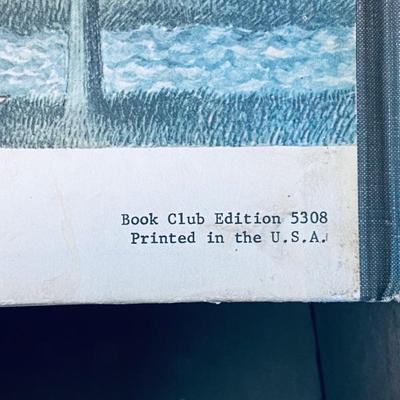 Book Club Edition 5308
Printed in the U.S.A.